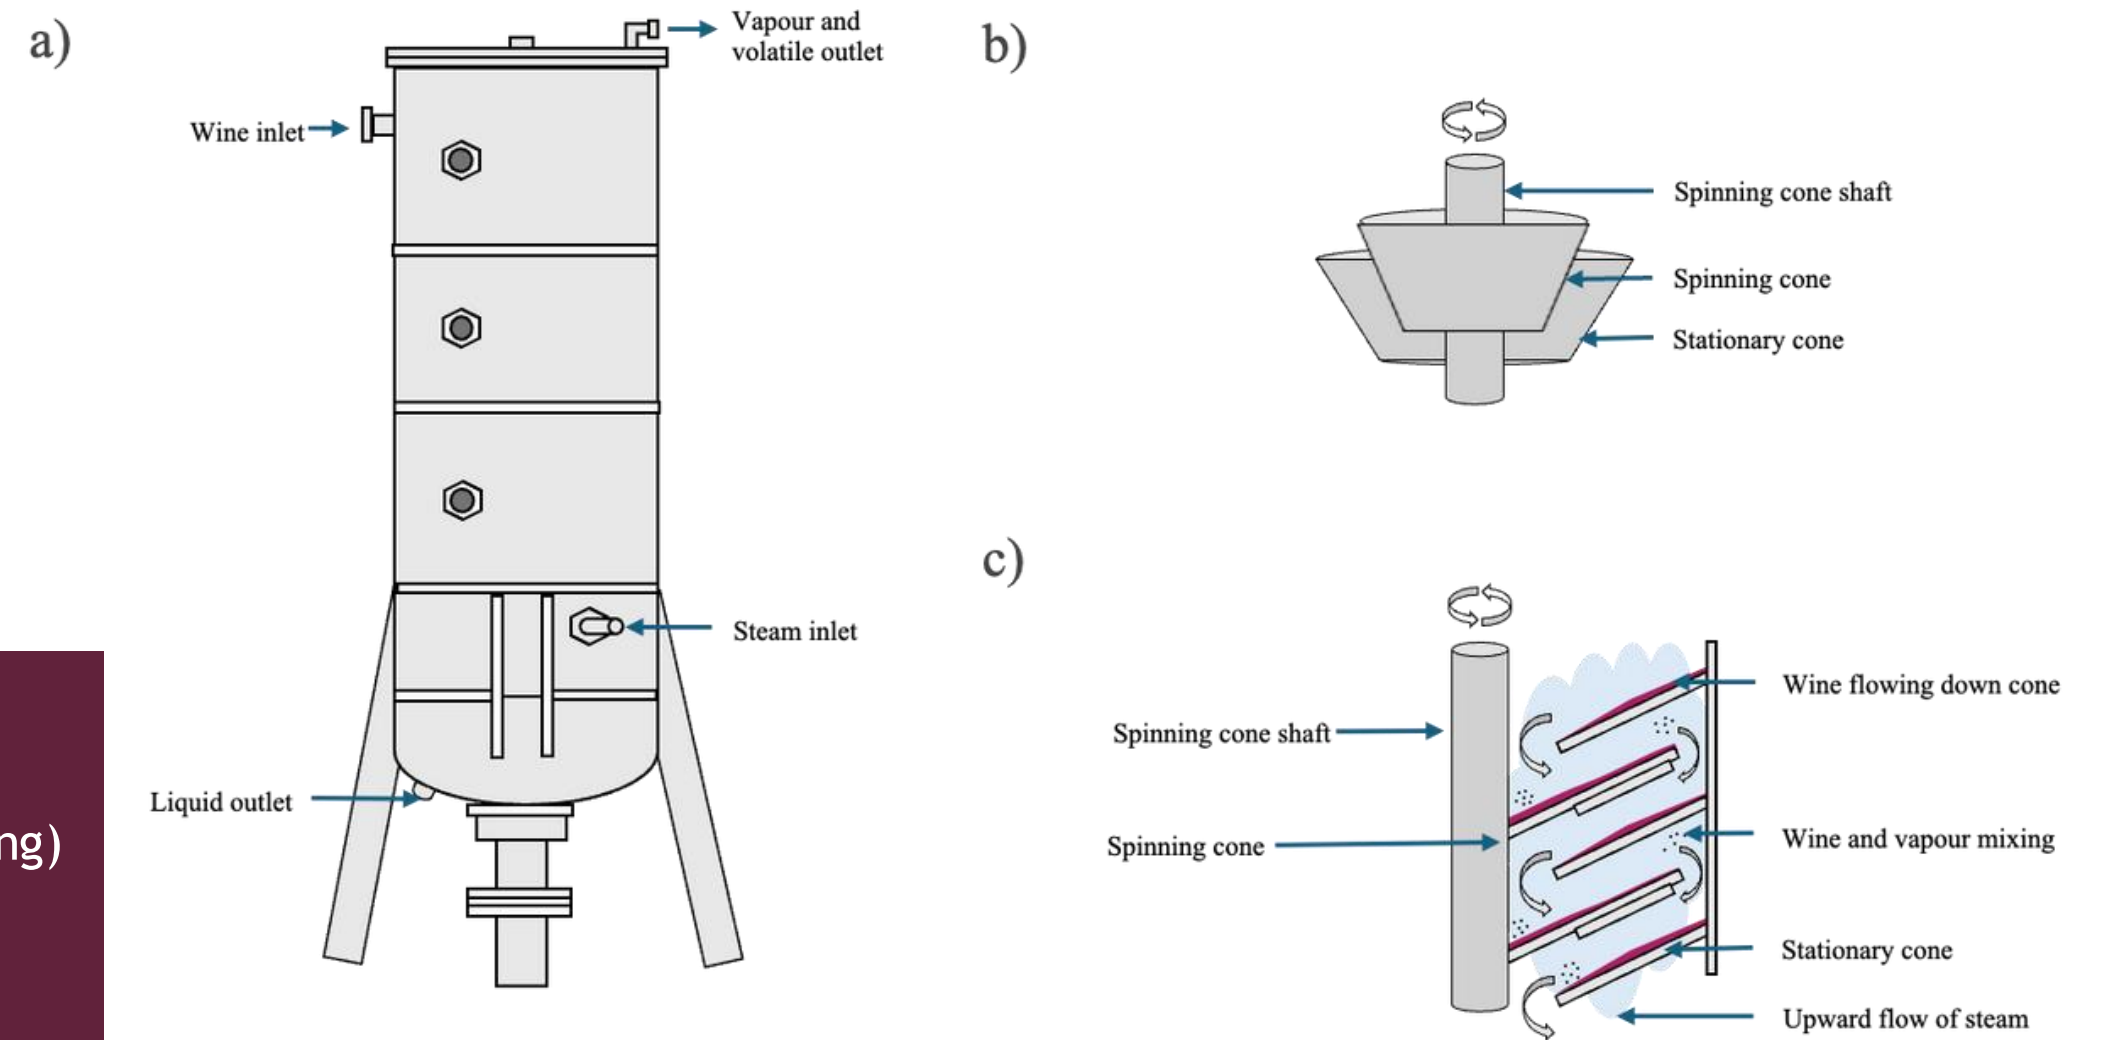 a)
Vapour and
volatile outlet
Wine inlet
Steam inlet
Liquid outlet
ng)
b)
Spinning cone shaft
Spinning cone
Stationary cone
c)
Wine flowing down cone
Spinning cone shaft
Wine and vapour mixing
Spinning cone
Stationary cone
Upward flow of steam